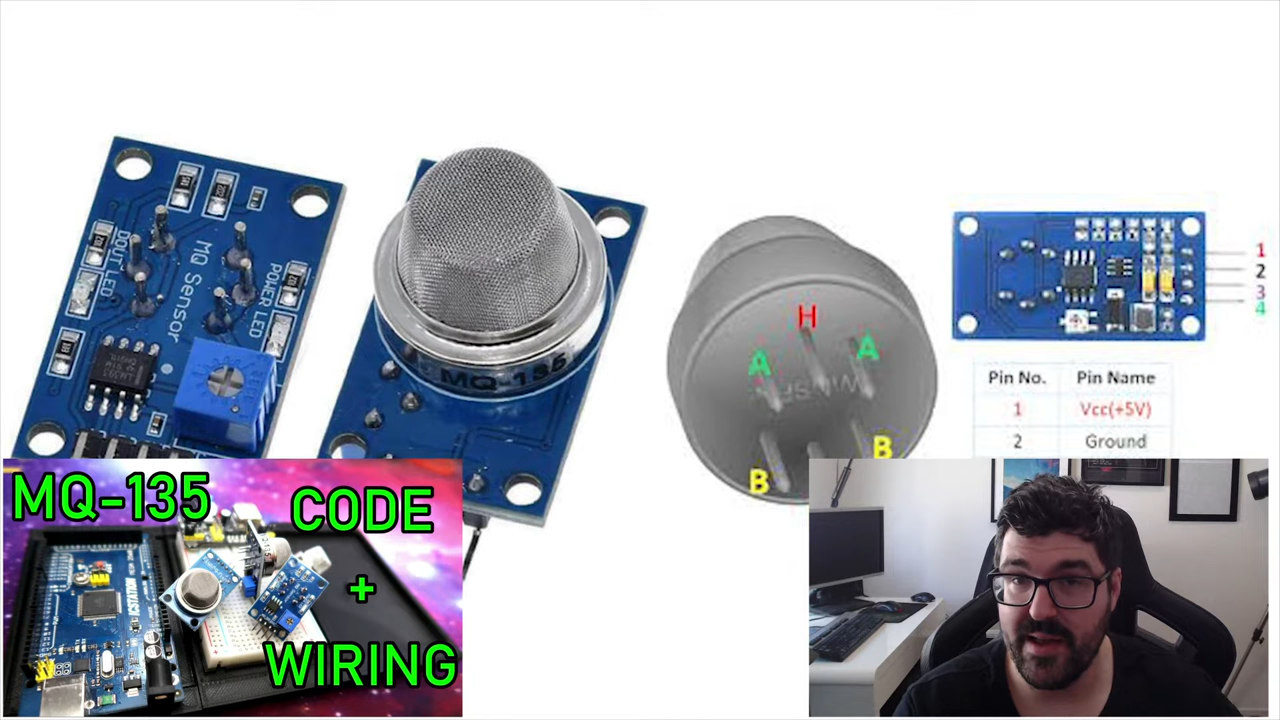 MQ Sensor
DOUT LED
POWER LED
MQ-135
H
A
A
B
B
1
2
3
4
Pin No. Pin Name
1 Vcc(+5V)
2 Ground
MQ-135
CODE
+
WIRING